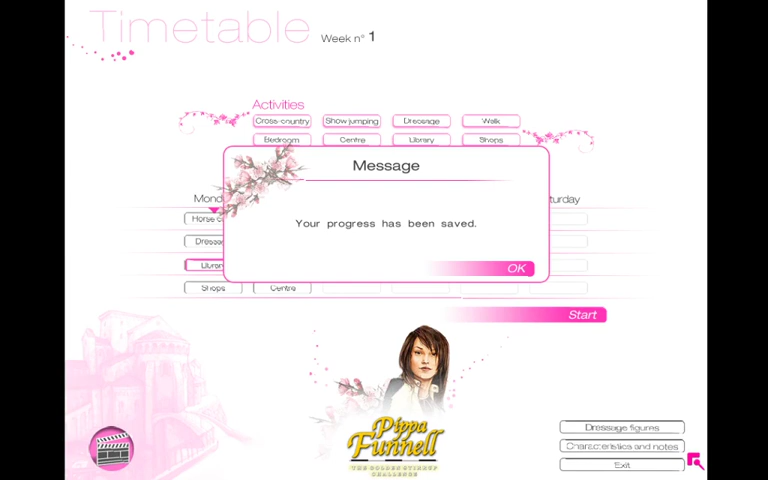 Timetable
Week n° 1
Activities
Cross-country Show jumping Dressage Walk
Bedroom Centre Library Shops
Message
Your progress has been saved.
OK
Shops Centre
Start
Pippa
Funnell
THE GOLDEN STIRRUP
CHALLENGE
Dressage figures
Characteristics and notes
Exit